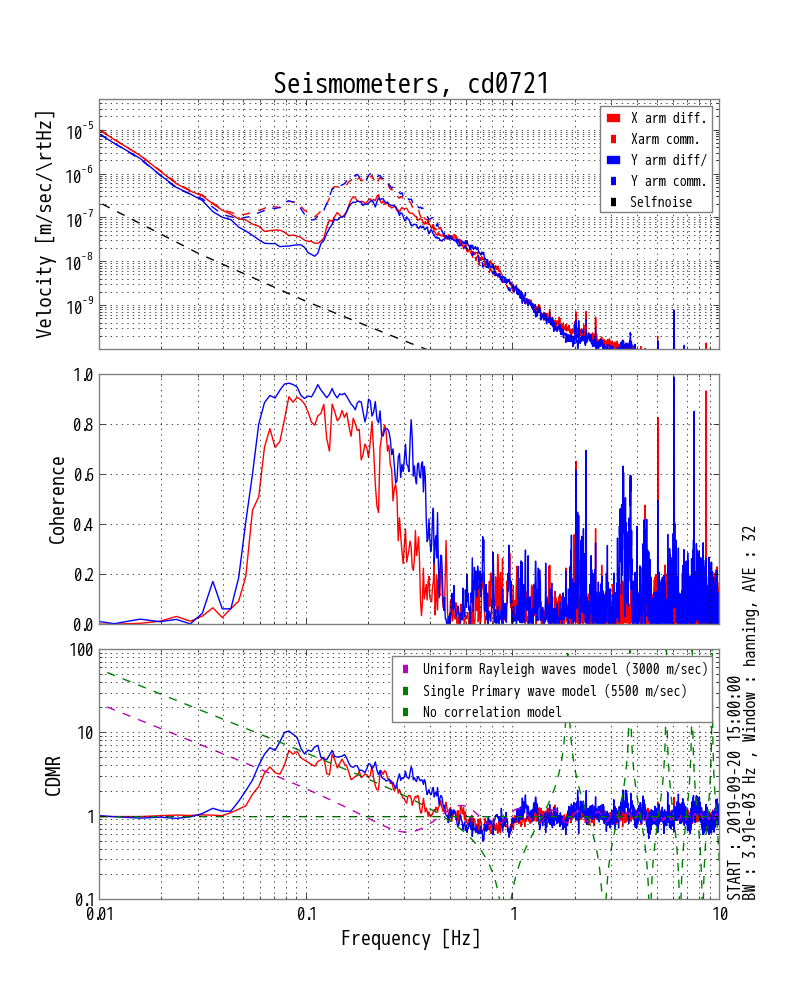 Seismometers, cd0721
Velocity [m/sec/\rtHz]
10^-5
10^-6
10^-7
10^-8
10^-9
X arm diff.
Xarm comm.
Y arm diff/
Y arm comm.
Selfnoise
Coherence
1.0
0.8
0.6
0.4
0.2
0.0
CDMR
100
10
1
0.1
Uniform Rayleigh waves model (3000 m/sec)
Single Primary wave model (5500 m/sec)
No correlation model
0.01
0.1
1
10
Frequency [Hz]
START : 2019-09-20 15:00:00
BW : 3.91e-03 Hz , Window : hanning, AVE : 32